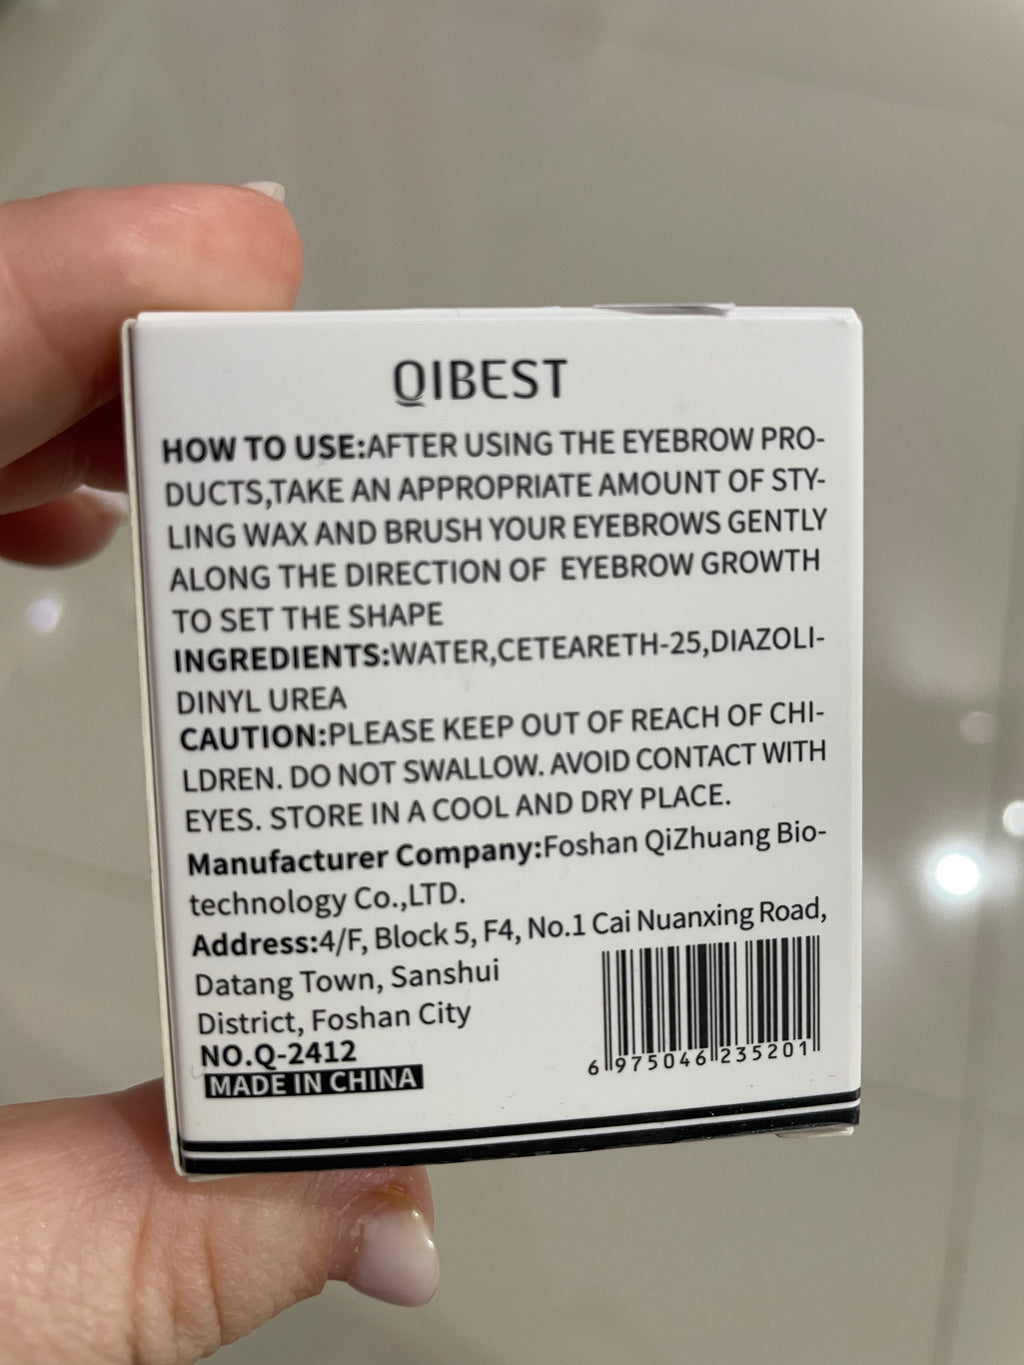 QIBEST
HOW TO USE:AFTER USING THE EYEBROW PRO-
DUCTS,TAKE AN APPROPRIATE AMOUNT OF STY-
LING WAX AND BRUSH YOUR EYEBROWS GENTLY
ALONG THE DIRECTION OF EYEBROW GROWTH
TO SET THE SHAPE
INGREDIENTS:WATER,CETEARETH-25,DIAZOLI-
DINYL UREA
CAUTION:PLEASE KEEP OUT OF REACH OF CHI-
LDREN. DO NOT SWALLOW. AVOID CONTACT WITH
EYES. STORE IN A COOL AND DRY PLACE.
Manufacturer Company:Foshan QiZhuang Bio-
technology Co.,LTD.
Address:4/F, Block 5, F4, No.1 Cai Nuanxing Road,
Datang Town, Sanshui
District, Foshan City
NO.Q-2412
MADE IN CHINA
6 975046 235201